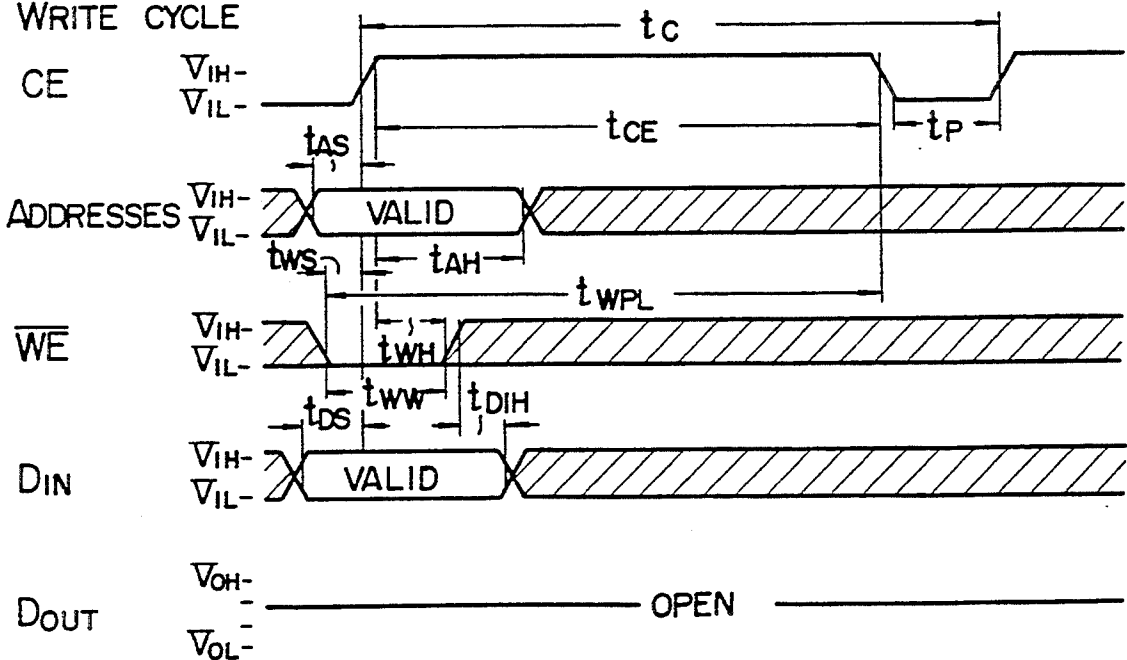 WRITE CYCLE
tC
CE
VIH-
VIL-
tCE
tP
tAS
ADDRESSES
VIH-
VIL-
VALID
tWS
tAH
tWPL
WE
VIH-
VIL-
tWH
tWW
tDS
tDIH
DIN
VIH-
VIL-
VALID
DOUT
VOH-
VOL-
OPEN